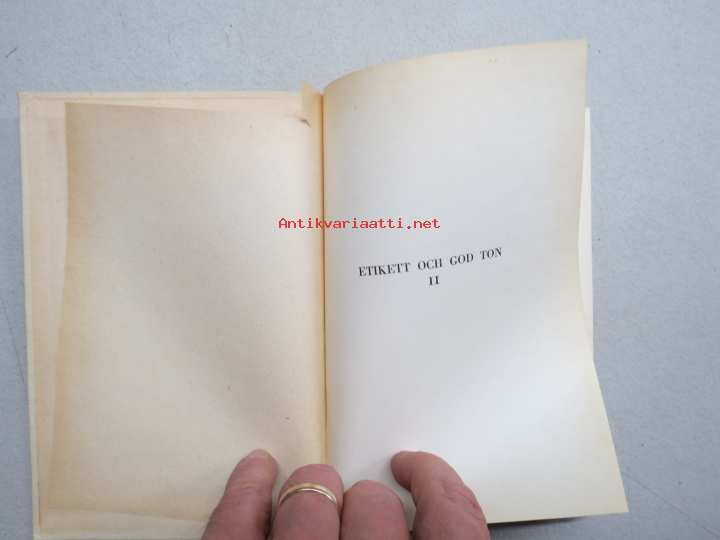 Antikvariaatti.net
ETIKETT OCH GOD TON
II